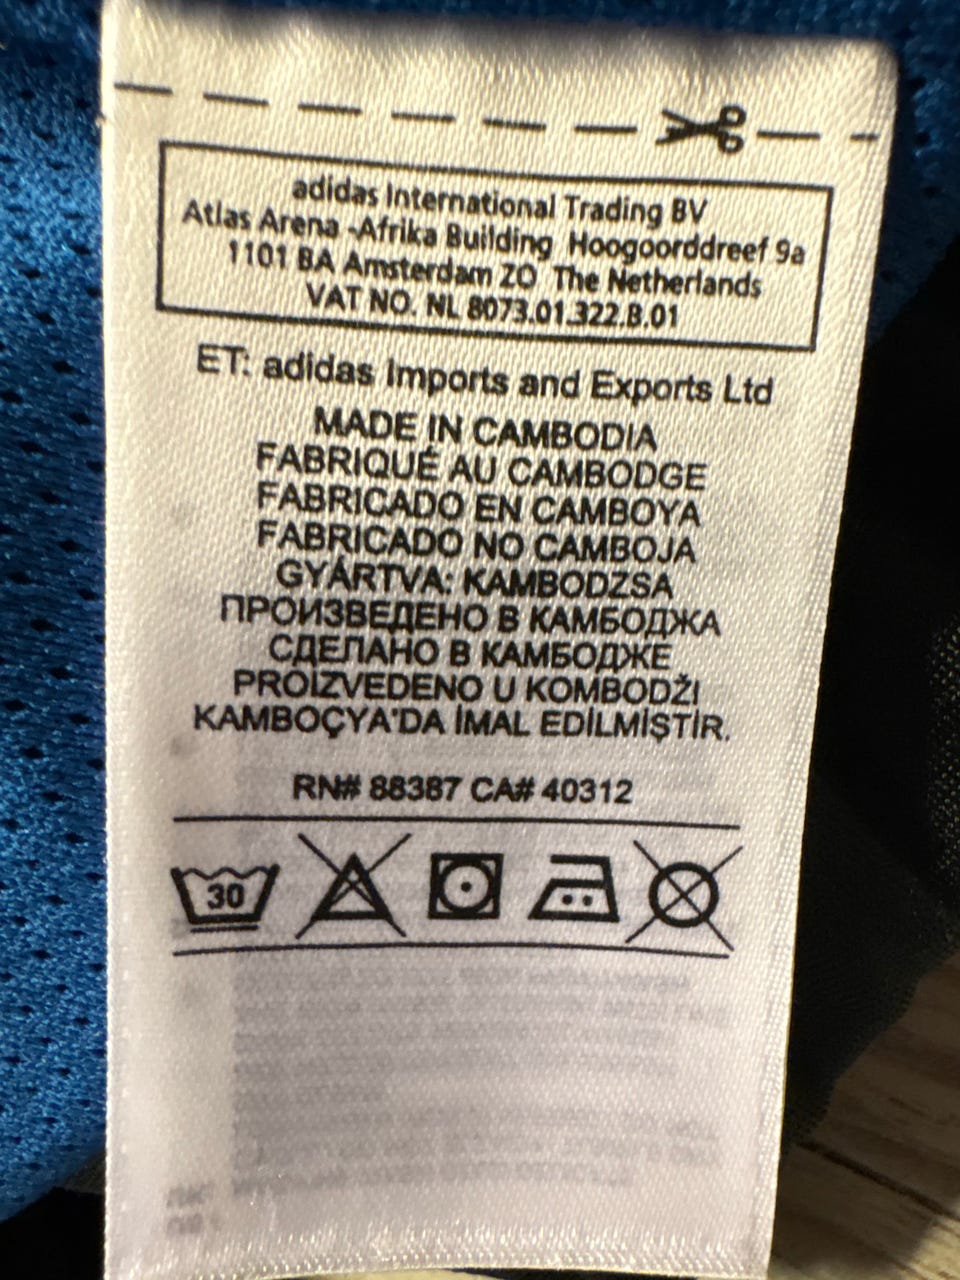 adidas International Trading BV
Atlas Arena -Afrika Building Hoogoorddreef 9a
1101 BA Amsterdam ZO The Netherlands
VAT NO. NL 8073.01.322.B.01
ET: adidas Imports and Exports Ltd
MADE IN CAMBODIA
FABRIQUÉ AU CAMBODGE
FABRICADO EN CAMBOYA
FABRICADO NO CAMBOJA
GYÁRTVA: KAMBODZSA
ПРОИЗВЕДЕНО В КАМБОДЖА
СДЕЛАНО В КАМБОДЖЕ
PROIZVEDENO U KOMBODŽI
KAMBOÇYA'DA İMAL EDİLMİŞTİR.
RN# 88387 CA# 40312
30